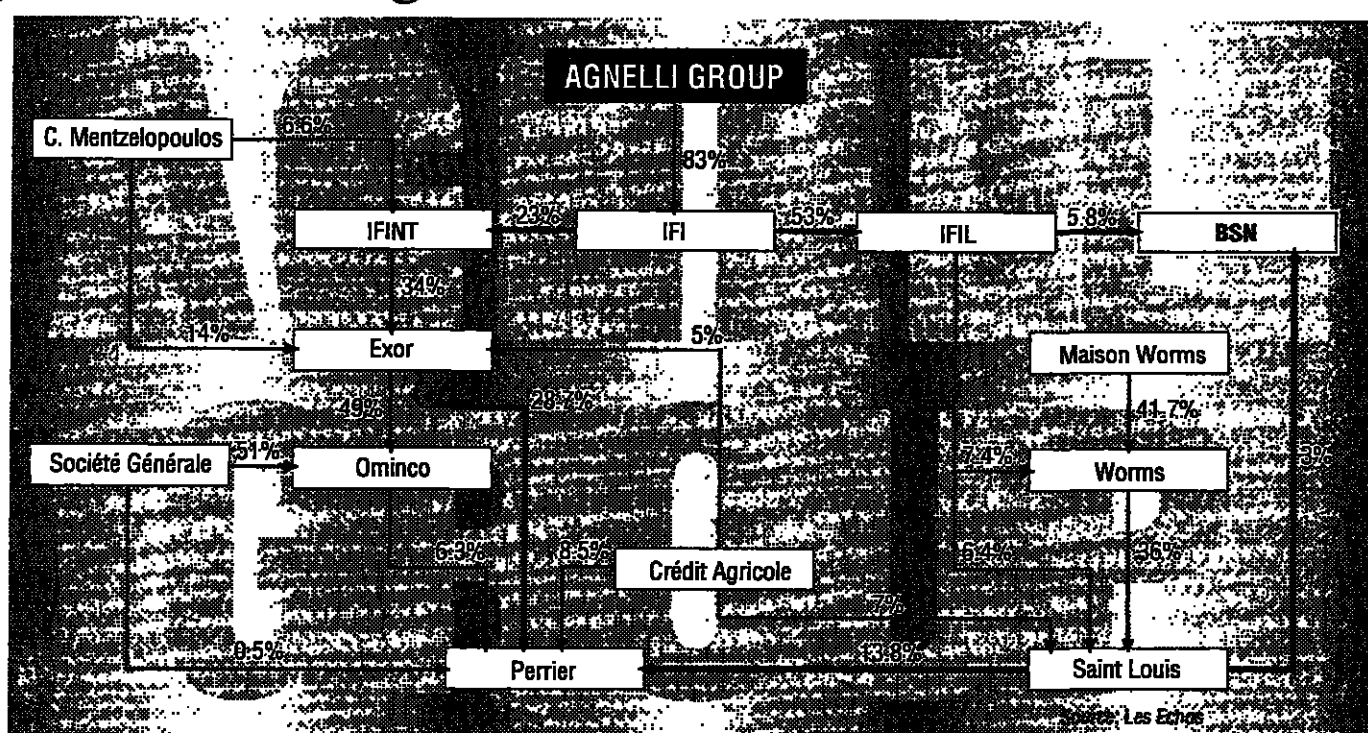 AGNELLI GROUP
C. Mentzelopoulos
6.6%
83%
IFINT
23%
IFI
53%
IFIL
5.8%
BSN
34%
14%
Exor
5%
Maison Worms
49%
28.7%
41.7%
Société Générale
51%
Ominco
7.4%
Worms
3%
6.3%
8.5%
Crédit Agricole
6.4%
36%
7%
0.5%
Perrier
13.8%
Saint Louis
Source: Les Echos